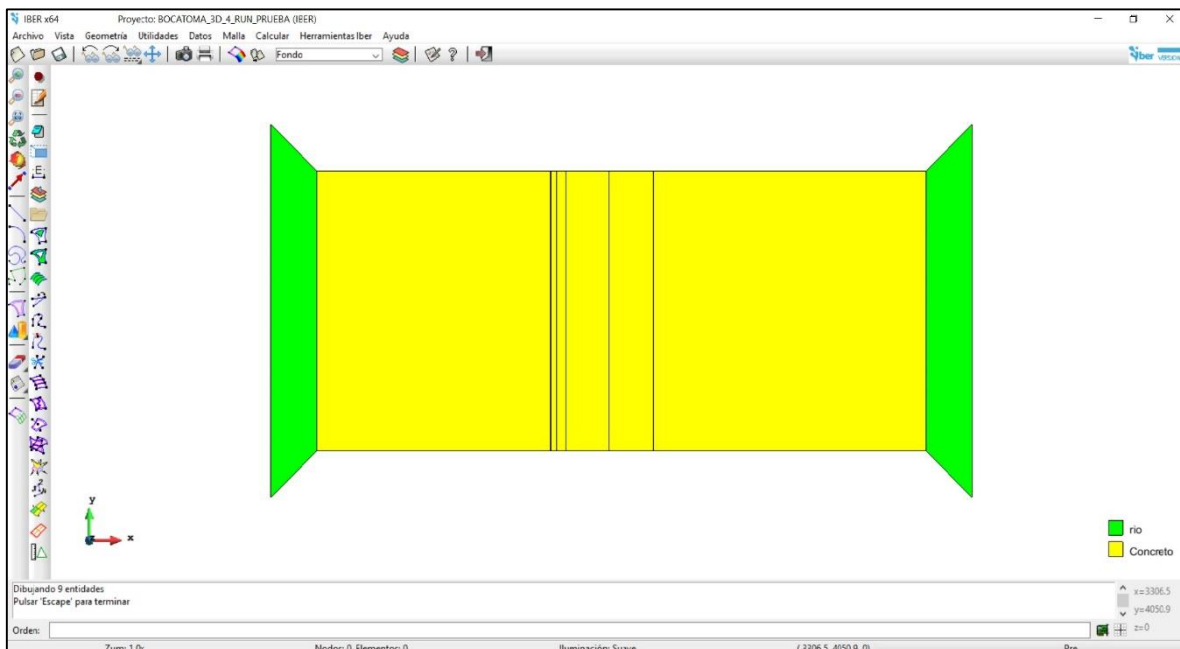 IBER x64 Proyecto: BOCATOMA_3D_4_RUN_PRUEBA (IBER)
Archivo Vista Geometría Utilidades Datos Malla Calcular Herramientas Iber Ayuda
Fondo
iber
E
y
x
z
rio
Concreto
Dibujando 9 entidades
Pulsar 'Escape' para terminar
x=3306.5
y=4050.9
z=0
Orden:
Zum: 1.0x Nodos: 0, Elementos: 0 Iluminación: Suave ( 3306.5, 4050.9, 0) Pre